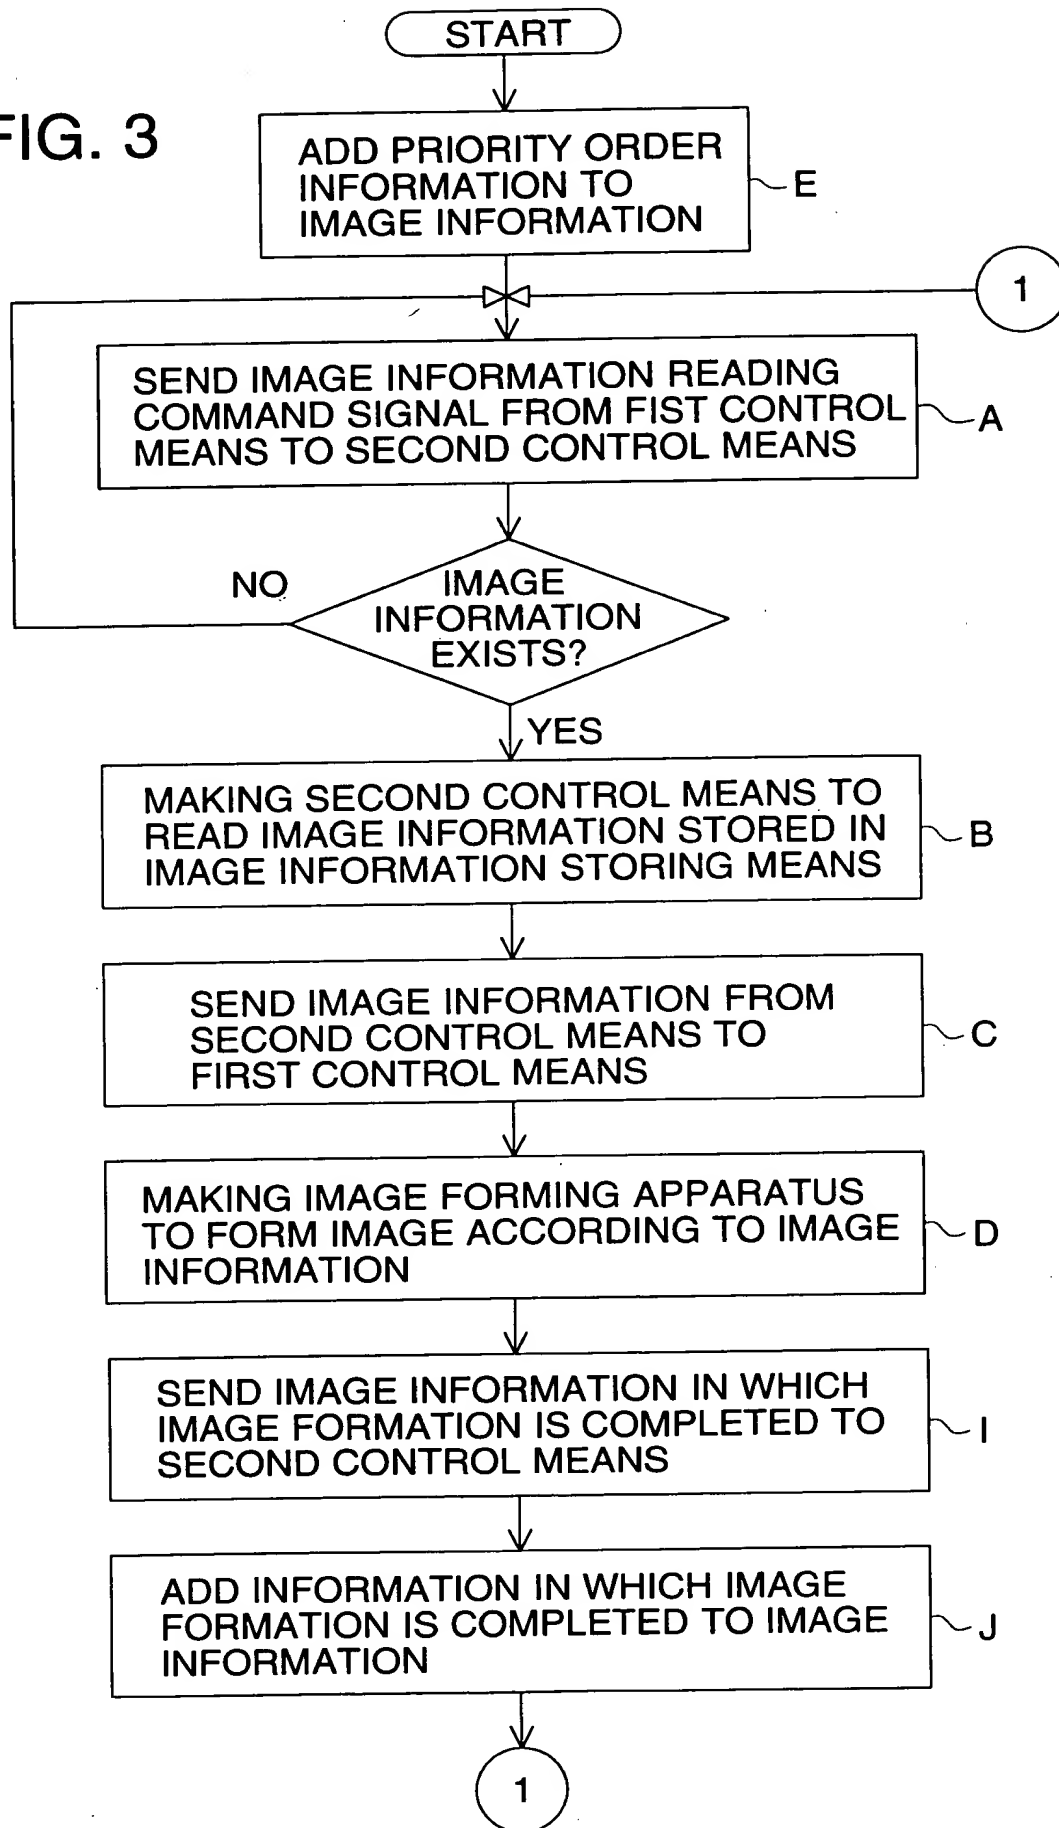 START
FIG. 3
ADD PRIORITY ORDER
INFORMATION TO
IMAGE INFORMATION
E
1
SEND IMAGE INFORMATION READING
COMMAND SIGNAL FROM FIST CONTROL
MEANS TO SECOND CONTROL MEANS
A
NO
IMAGE
INFORMATION
EXISTS?
YES
MAKING SECOND CONTROL MEANS TO
READ IMAGE INFORMATION STORED IN
IMAGE INFORMATION STORING MEANS
B
SEND IMAGE INFORMATION FROM
SECOND CONTROL MEANS TO
FIRST CONTROL MEANS
C
MAKING IMAGE FORMING APPARATUS
TO FORM IMAGE ACCORDING TO IMAGE
INFORMATION
D
SEND IMAGE INFORMATION IN WHICH
IMAGE FORMATION IS COMPLETED TO
SECOND CONTROL MEANS
I
ADD INFORMATION IN WHICH IMAGE
FORMATION IS COMPLETED TO IMAGE
INFORMATION
J
1